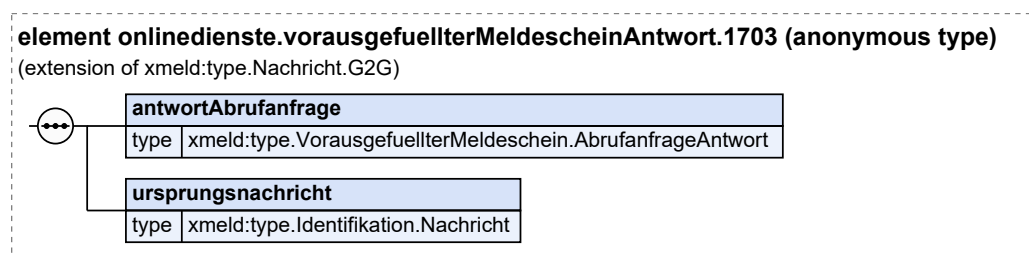 element onlinedienste.vorausgefuellterMeldescheinAntwort.1703 (anonymous type)
(extension of xmeld:type.Nachricht.G2G)
antwortAbrufanfrage
type xmeld:type.VorausgefuellterMeldeschein.AbrufanfrageAntwort
ursprungsnachricht
type xmeld:type.Identifikation.Nachricht